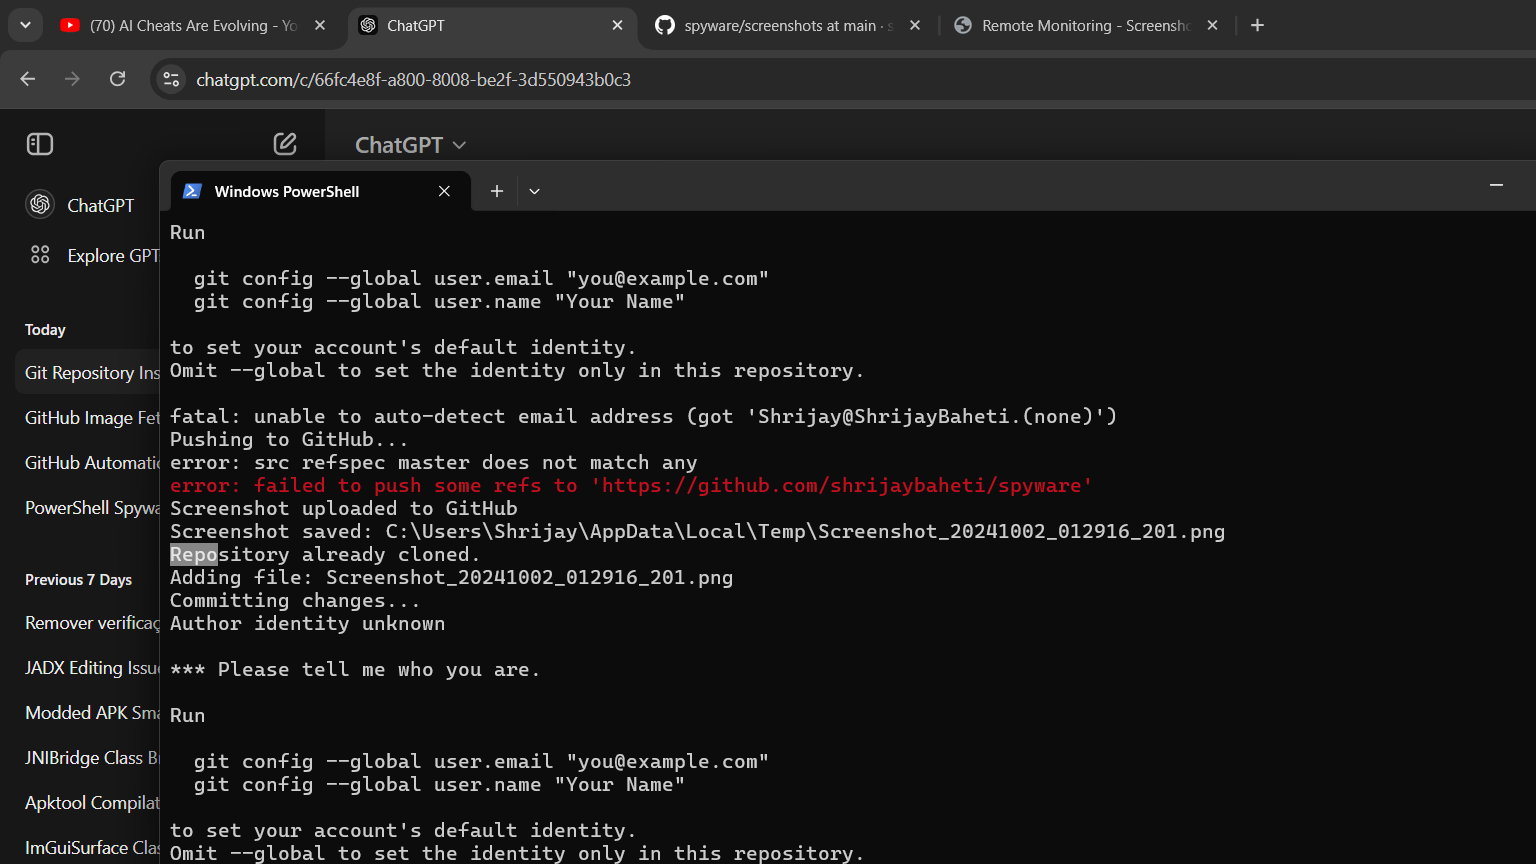 (70) AI Cheats Are Evolving - Yo
ChatGPT
spyware/screenshots at main · s
Remote Monitoring - Screensho
chatgpt.com/c/66fc4e8f-a800-8008-be2f-3d550943b0c3
ChatGPT
Windows PowerShell
ChatGPT
Explore GPT
Today
Git Repository Ins
GitHub Image Fet
GitHub Automatic
PowerShell Spywa
Previous 7 Days
Remover verificaç
JADX Editing Issue
Modded APK Sma
JNIBridge Class B
Apktool Compilat
ImGuiSurface Clas
Run
git config --global user.email "you@example.com"
git config --global user.name "Your Name"
to set your account's default identity.
Omit --global to set the identity only in this repository.
fatal: unable to auto-detect email address (got 'Shrijay@ShrijayBaheti.(none)')
Pushing to GitHub...
error: src refspec master does not match any
error: failed to push some refs to 'https://github.com/shrijaybaheti/spyware'
Screenshot uploaded to GitHub
Screenshot saved: C:\Users\Shrijay\AppData\Local\Temp\Screenshot_20241002_012916_201.png
Repository already cloned.
Adding file: Screenshot_20241002_012916_201.png
Committing changes...
Author identity unknown
*** Please tell me who you are.
Run
git config --global user.email "you@example.com"
git config --global user.name "Your Name"
to set your account's default identity.
Omit --global to set the identity only in this repository.